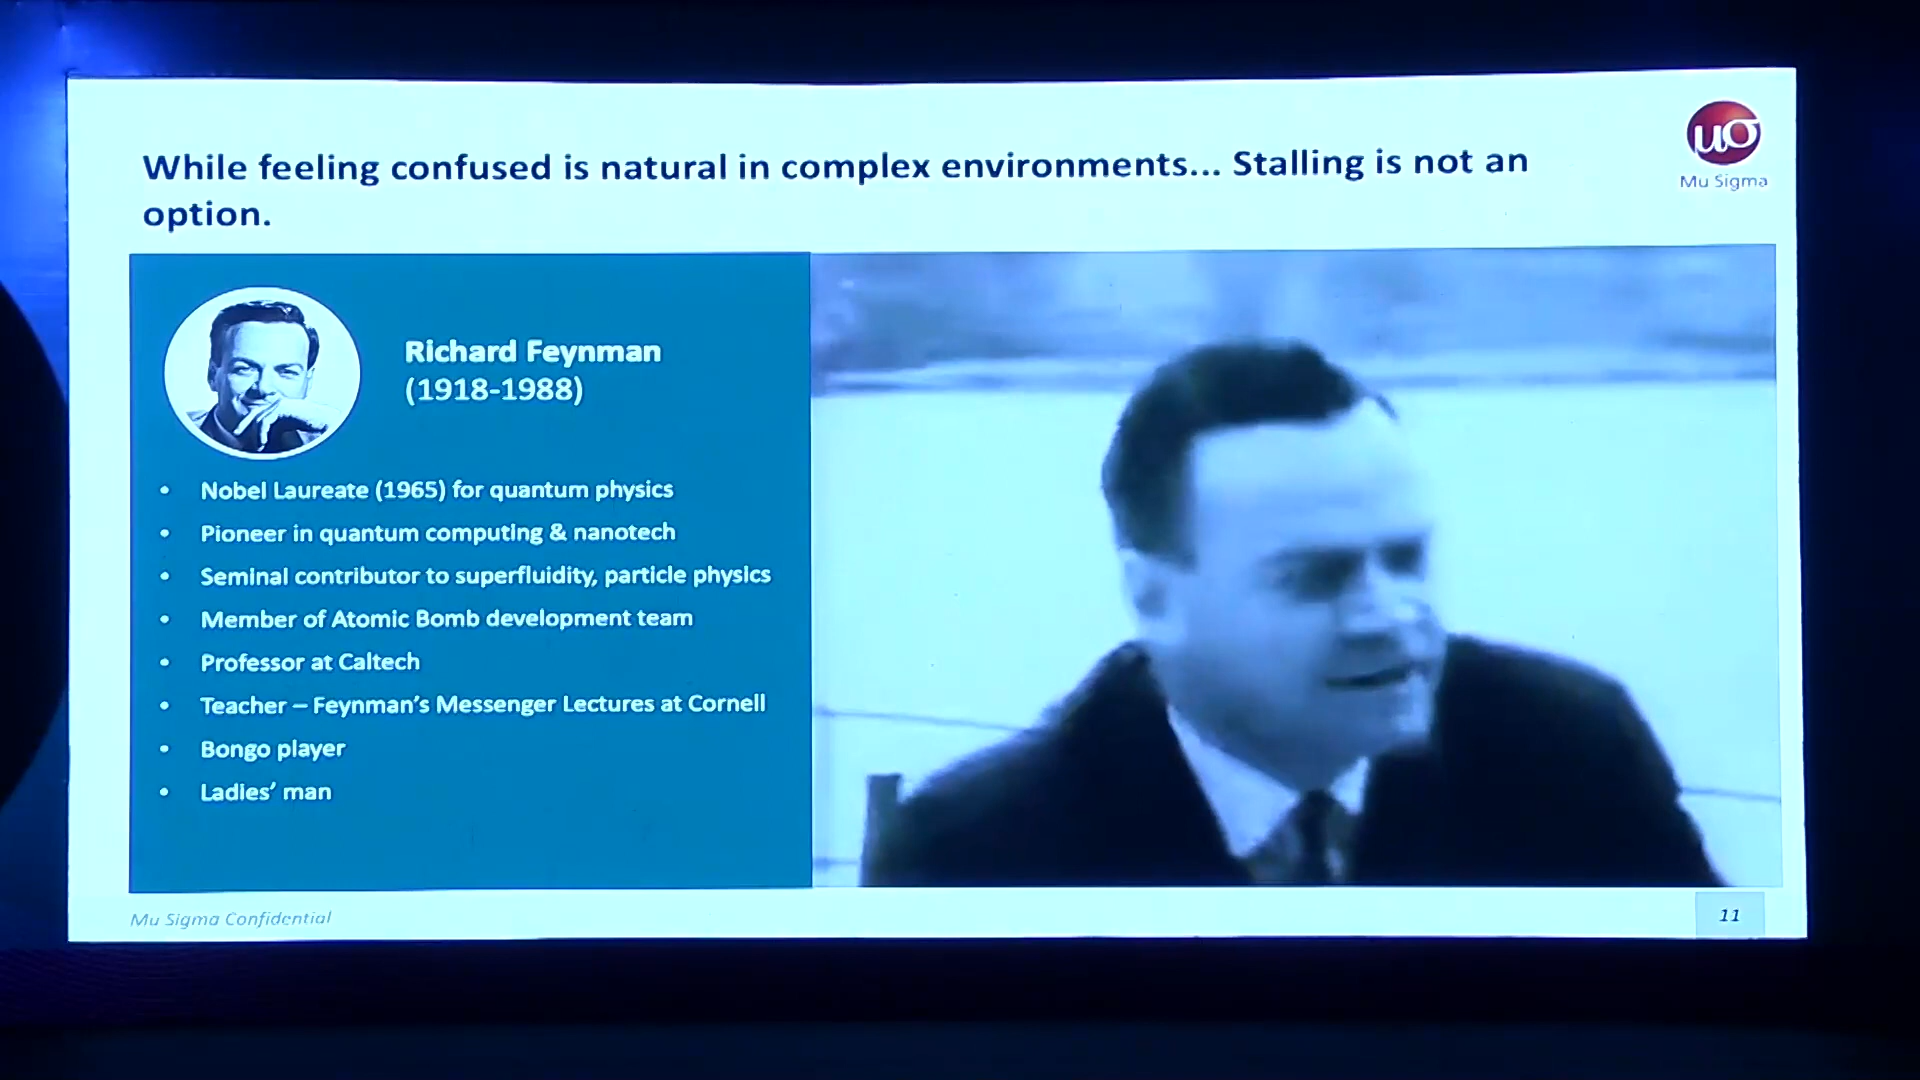 While feeling confused is natural in complex environments... Stalling is not an
option.
μσ
Mu Sigma
Richard Feynman
(1918-1988)
• Nobel Laureate (1965) for quantum physics
• Pioneer in quantum computing & nanotech
• Seminal contributor to superfluidity, particle physics
• Member of Atomic Bomb development team
• Professor at Caltech
• Teacher – Feynman’s Messenger Lectures at Cornell
• Bongo player
• Ladies’ man
Mu Sigma Confidential
11